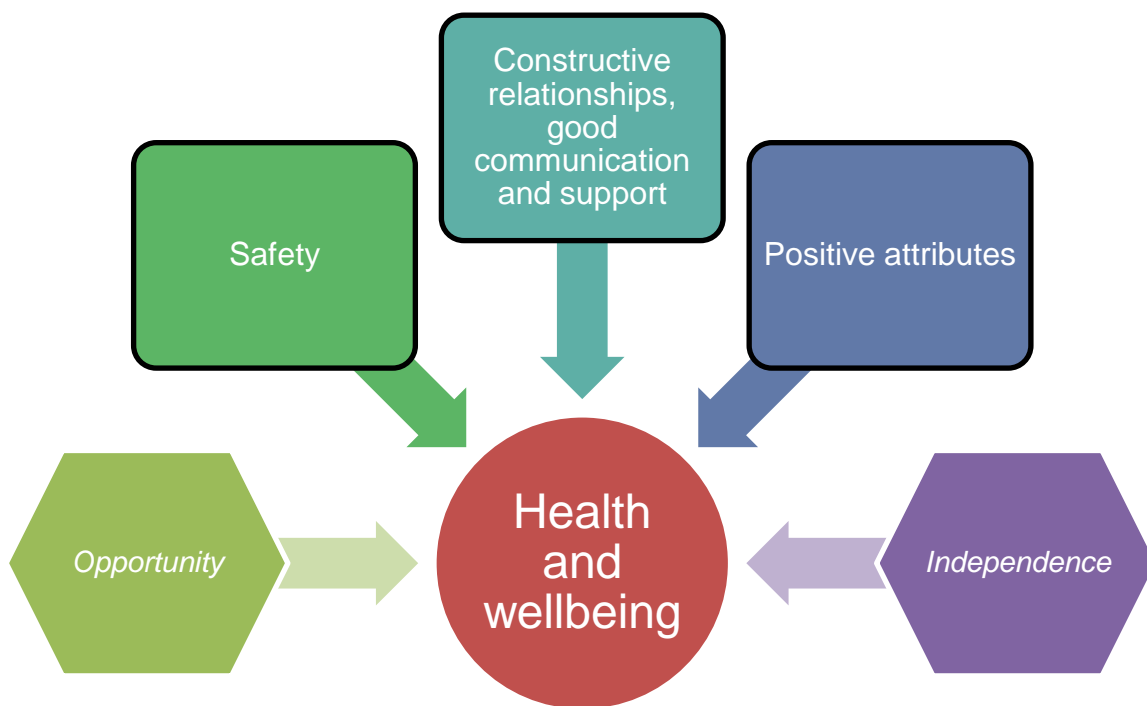 Constructive
relationships,
good
communication
and support
Safety
Positive attributes
Opportunity
Health
and
wellbeing
Independence